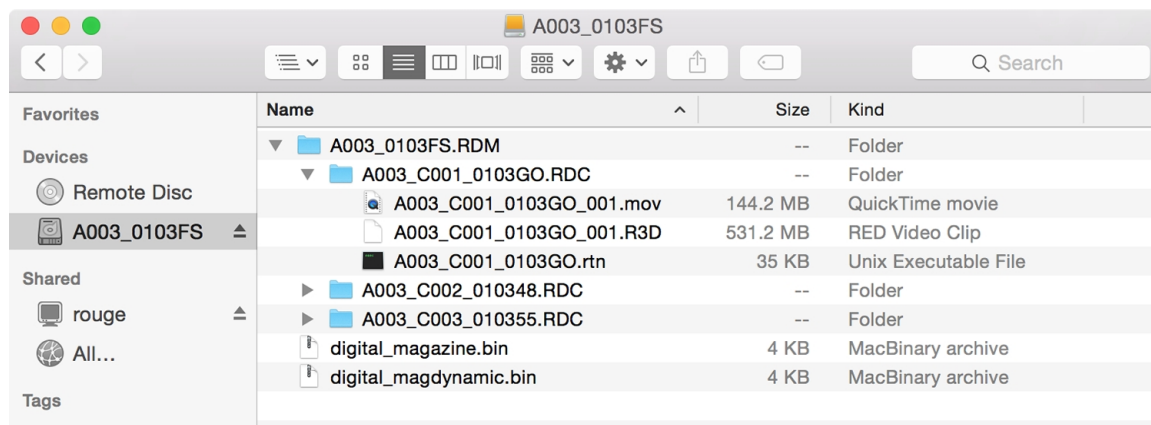 A003_0103FS
Search
Favorites
Devices
Remote Disc
A003_0103FS
Shared
rouge
All...
Tags
Name Size Kind
A003_0103FS.RDM -- Folder
A003_C001_0103GO.RDC -- Folder
A003_C001_0103GO_001.mov 144.2 MB QuickTime movie
A003_C001_0103GO_001.R3D 531.2 MB RED Video Clip
A003_C001_0103GO.rtn 35 KB Unix Executable File
A003_C002_010348.RDC -- Folder
A003_C003_010355.RDC -- Folder
digital_magazine.bin 4 KB MacBinary archive
digital_magdynamic.bin 4 KB MacBinary archive